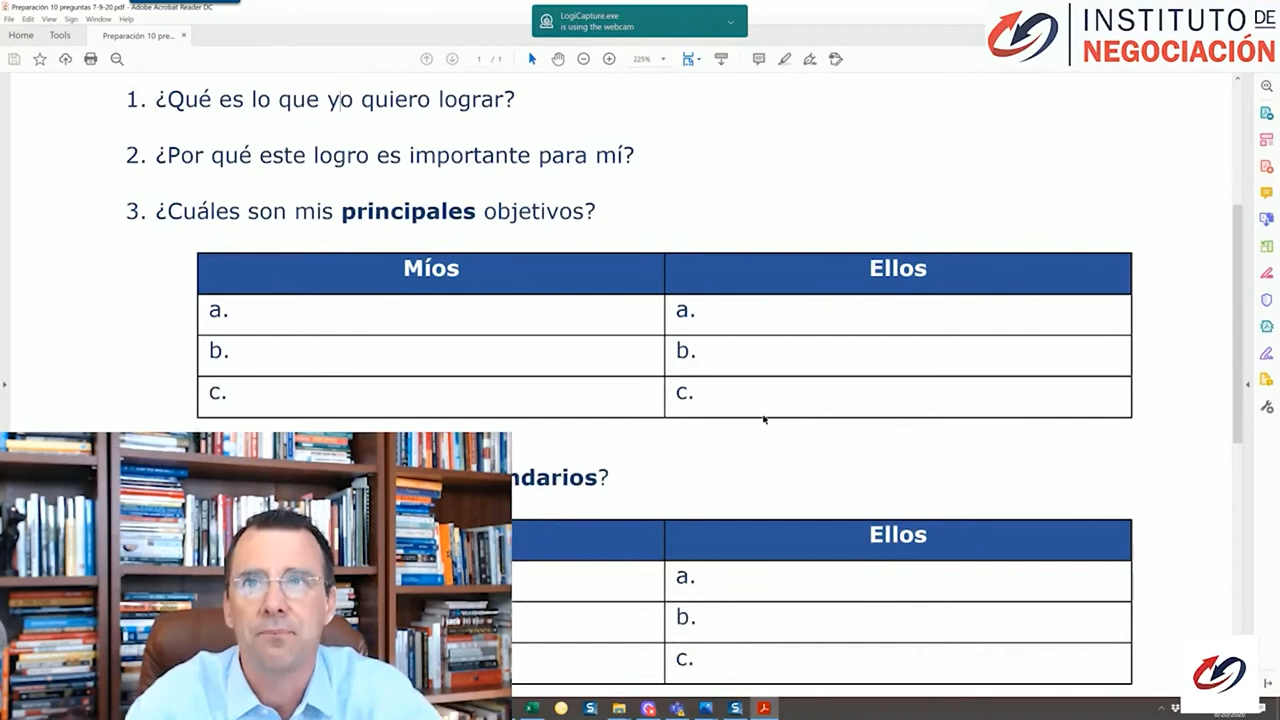 Preparación 10 preguntas 7-9-20.pdf - Adobe Acrobat Reader DC
File Edit View Sign Window Help
Home Tools Preparación 10 pre... ×
LogiCapture.exe
is using the webcam
INSTITUTO DE
NEGOCIACIÓN
1 / 1
225%
1. ¿Qué es lo que yo quiero lograr?
2. ¿Por qué este logro es importante para mí?
3. ¿Cuáles son mis principales objetivos?
Míos Ellos
a. a.
b. b.
c. c.
ndarios?
Ellos
a.
b.
c.